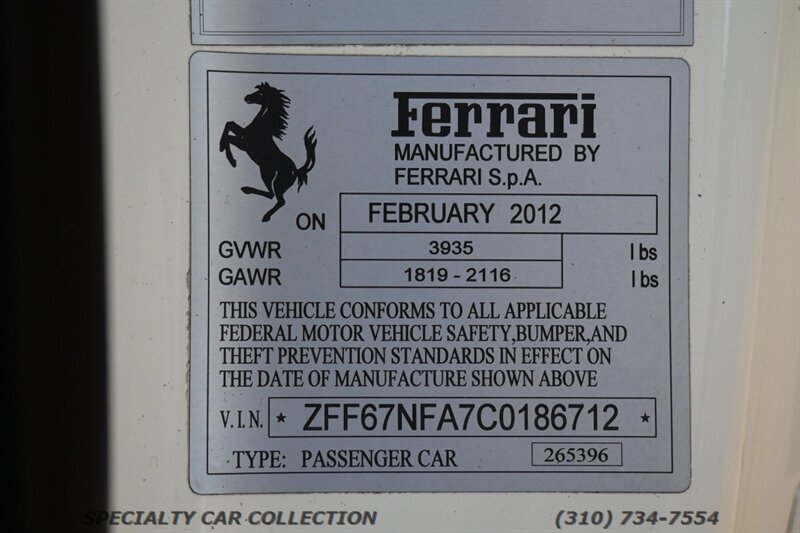 Ferrari
MANUFACTURED BY
FERRARI S.p.A.
ON FEBRUARY 2012
GVWR 3935 lbs
GAWR 1819 - 2116 lbs
THIS VEHICLE CONFORMS TO ALL APPLICABLE
FEDERAL MOTOR VEHICLE SAFETY,BUMPER,AND
THEFT PREVENTION STANDARDS IN EFFECT ON
THE DATE OF MANUFACTURE SHOWN ABOVE
V.I.N. * ZFF67NFA7C0186712 *
TYPE: PASSENGER CAR 265396
SPECIALTY CAR COLLECTION (310) 734-7554